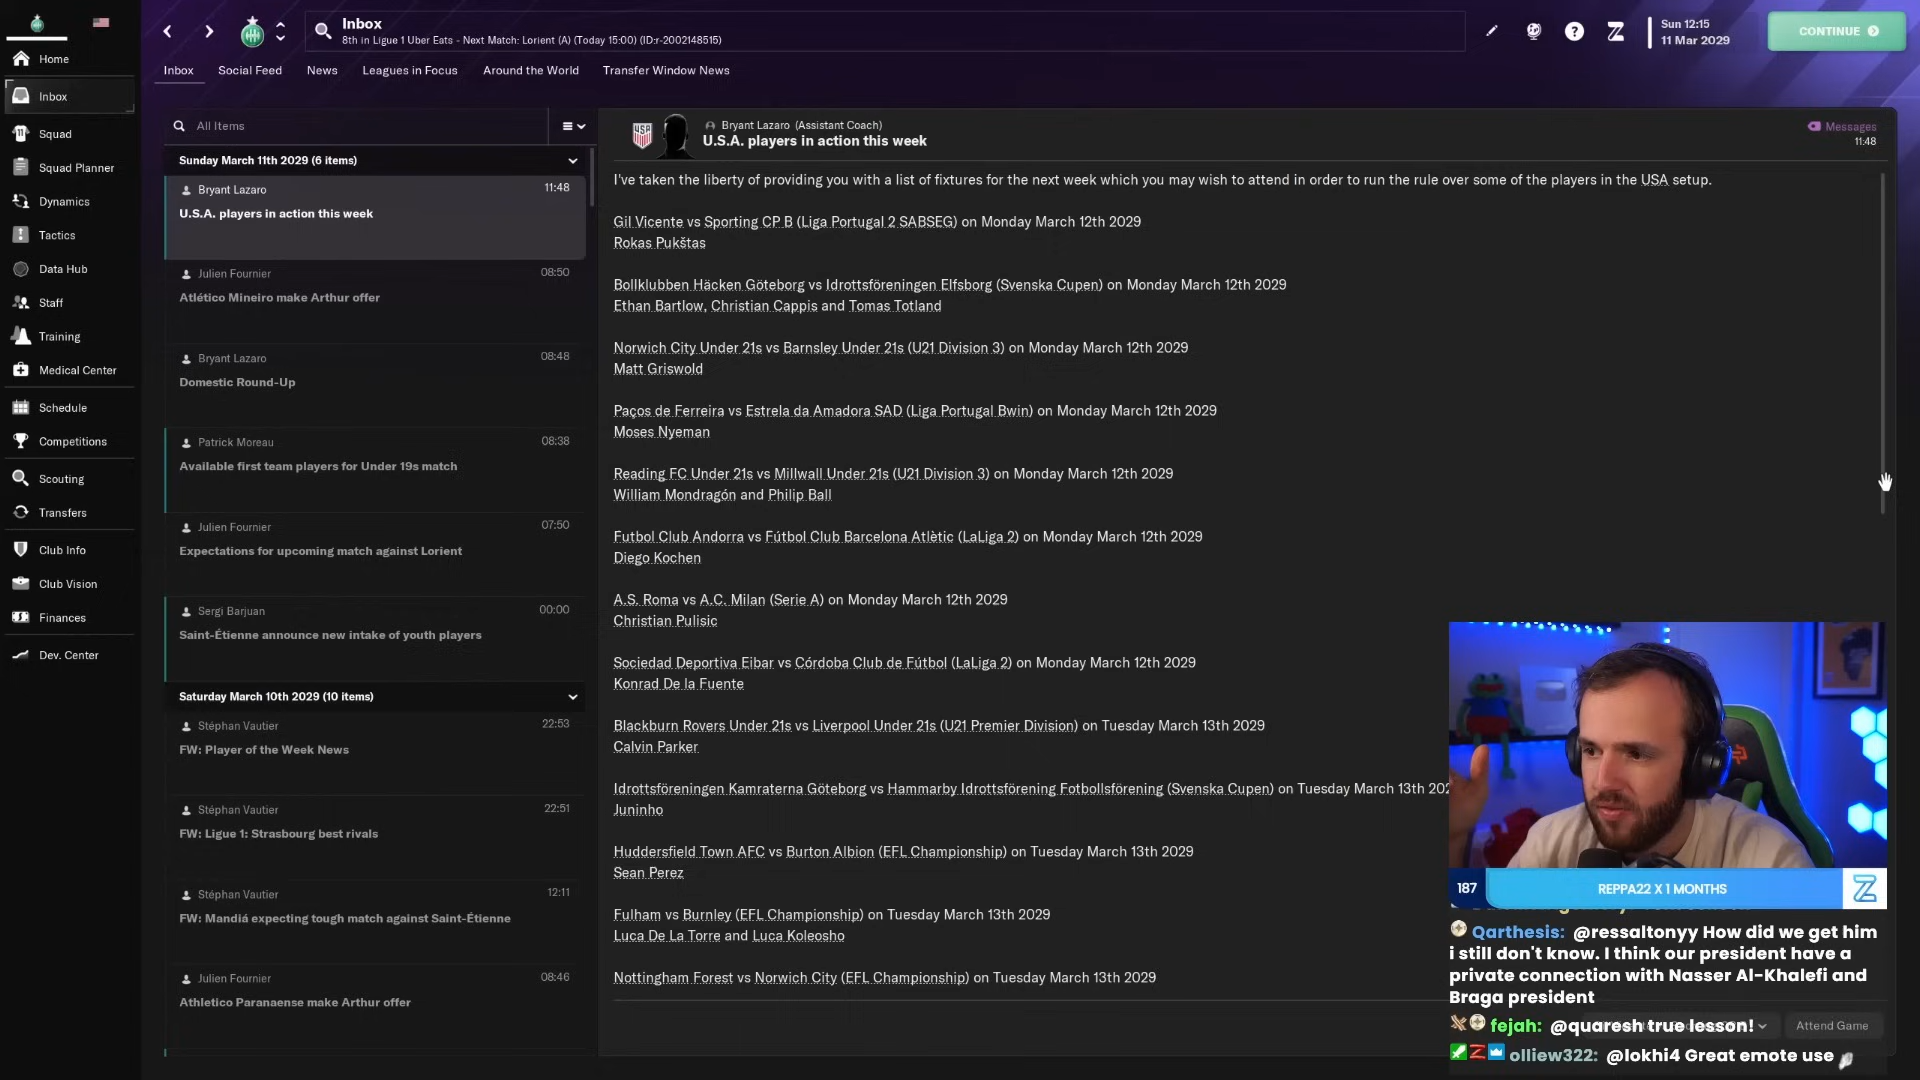 Inbox
8th in Ligue 1 Uber Eats - Next Match: Lorient (A) (Today 15:00) (ID:r-2002148515)
Sun 12:15
11 Mar 2029
CONTINUE
Inbox
Social Feed
News
Leagues in Focus
Around the World
Transfer Window News
Home
Inbox
Squad
Squad Planner
Dynamics
Tactics
Data Hub
Staff
Training
Medical Center
Schedule
Competitions
Scouting
Transfers
Club Info
Club Vision
Finances
Dev. Center
All Items
Sunday March 11th 2029 (6 items)
Bryant Lazaro 11:48
U.S.A. players in action this week
Julien Fournier 08:50
Atlético Mineiro make Arthur offer
Bryant Lazaro 08:48
Domestic Round-Up
Patrick Moreau 08:38
Available first team players for Under 19s match
Julien Fournier 07:50
Expectations for upcoming match against Lorient
Sergi Barjuan 00:00
Saint-Étienne announce new intake of youth players
Saturday March 10th 2029 (10 items)
Stéphan Vautier 22:53
FW: Player of the Week News
Stéphan Vautier 22:51
FW: Ligue 1: Strasbourg best rivals
Stéphan Vautier 12:11
FW: Mandiá expecting tough match against Saint-Étienne
Julien Fournier 08:46
Athletico Paranaense make Arthur offer
USA
Bryant Lazaro (Assistant Coach)
U.S.A. players in action this week
Messages
11:48
I've taken the liberty of providing you with a list of fixtures for the next week which you may wish to attend in order to run the rule over some of the players in the USA setup.
Gil Vicente vs Sporting CP B (Liga Portugal 2 SABSEG) on Monday March 12th 2029
Rokas Pukštas
Bollklubben Häcken Göteborg vs Idrottsföreningen Elfsborg (Svenska Cupen) on Monday March 12th 2029
Ethan Bartlow, Christian Cappis and Tomas Totland
Norwich City Under 21s vs Barnsley Under 21s (U21 Division 3) on Monday March 12th 2029
Matt Griswold
Paços de Ferreira vs Estrela da Amadora SAD (Liga Portugal Bwin) on Monday March 12th 2029
Moses Nyeman
Reading FC Under 21s vs Millwall Under 21s (U21 Division 3) on Monday March 12th 2029
William Mondragón and Philip Ball
Futbol Club Andorra vs Fútbol Club Barcelona Atlètic (LaLiga 2) on Monday March 12th 2029
Diego Kochen
A.S. Roma vs A.C. Milan (Serie A) on Monday March 12th 2029
Christian Pulisic
Sociedad Deportiva Eibar vs Córdoba Club de Fútbol (LaLiga 2) on Monday March 12th 2029
Konrad De la Fuente
Blackburn Rovers Under 21s vs Liverpool Under 21s (U21 Premier Division) on Tuesday March 13th 2029
Calvin Parker
Idrottsföreningen Kamraterna Göteborg vs Hammarby Idrottsförening Fotbollsförening (Svenska Cupen) on Tuesday March 13th 202
Juninho
Huddersfield Town AFC vs Burton Albion (EFL Championship) on Tuesday March 13th 2029
Sean Perez
Fulham vs Burnley (EFL Championship) on Tuesday March 13th 2029
Luca De La Torre and Luca Koleosho
Nottingham Forest vs Norwich City (EFL Championship) on Tuesday March 13th 2029
187 REPPA22 X 1 MONTHS
Qarthesis: @ressaltonyy How did we get him
i still don't know. I think our president have a
private connection with Nasser Al-Khalefi and
Braga president
fejah: @quaresh true lesson!
Attend Game
olliew322: @lokhi4 Great emote use